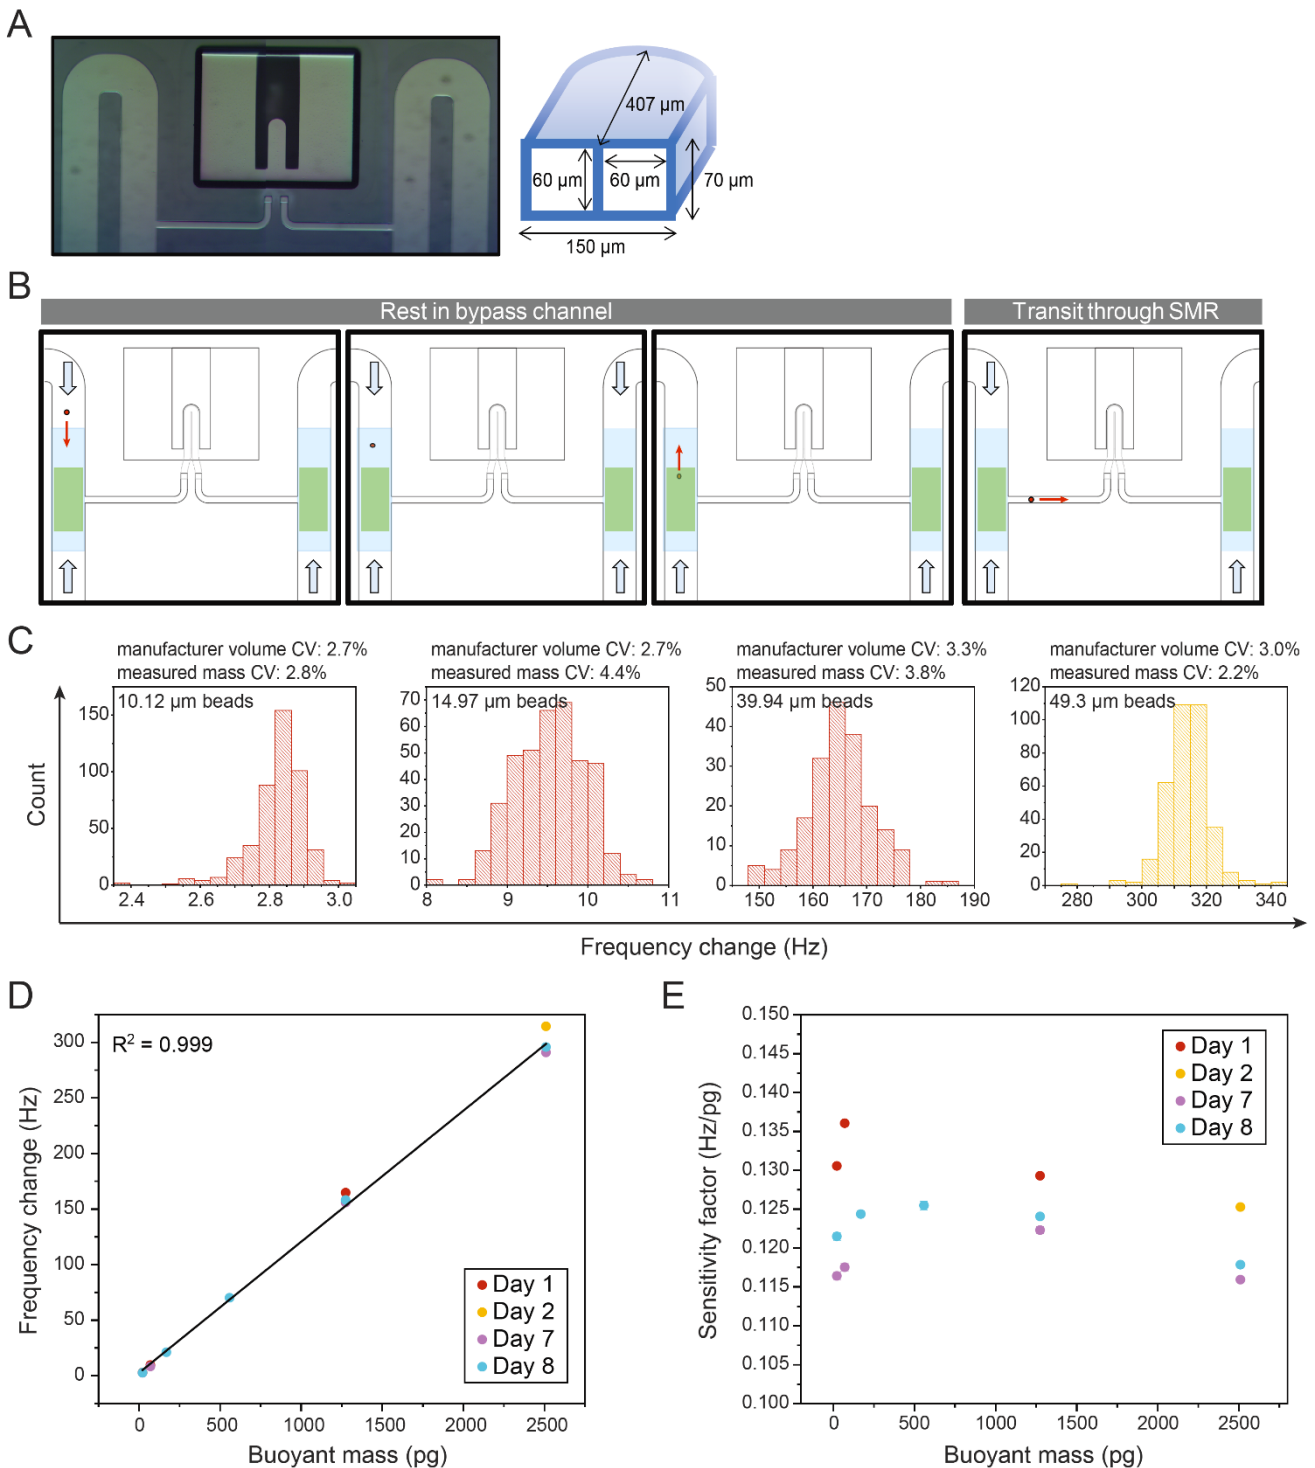 A
407 µm
60 µm
60 µm
70 µm
150 µm
B
Rest in bypass channel
Transit through SMR
C
manufacturer volume CV: 2.7%
measured mass CV: 2.8%
10.12 µm beads
150
100
50
0
2.4 2.6 2.8 3.0
manufacturer volume CV: 2.7%
measured mass CV: 4.4%
14.97 µm beads
70
60
50
40
30
20
10
0
8 9 10 11
manufacturer volume CV: 3.3%
measured mass CV: 3.8%
39.94 µm beads
50
40
30
20
10
0
150 160 170 180 190
manufacturer volume CV: 3.0%
measured mass CV: 2.2%
49.3 µm beads
120
100
80
60
40
20
0
280 300 320 340
Count
Frequency change (Hz)
D
R² = 0.999
300
250
200
150
100
50
0
0 500 1000 1500 2000 2500
Frequency change (Hz)
Buoyant mass (pg)
Day 1
Day 2
Day 7
Day 8
E
0.150
0.145
0.140
0.135
0.130
0.125
0.120
0.115
0.110
0.105
0.100
0 500 1000 1500 2000 2500
Sensitivity factor (Hz/pg)
Buoyant mass (pg)
Day 1
Day 2
Day 7
Day 8